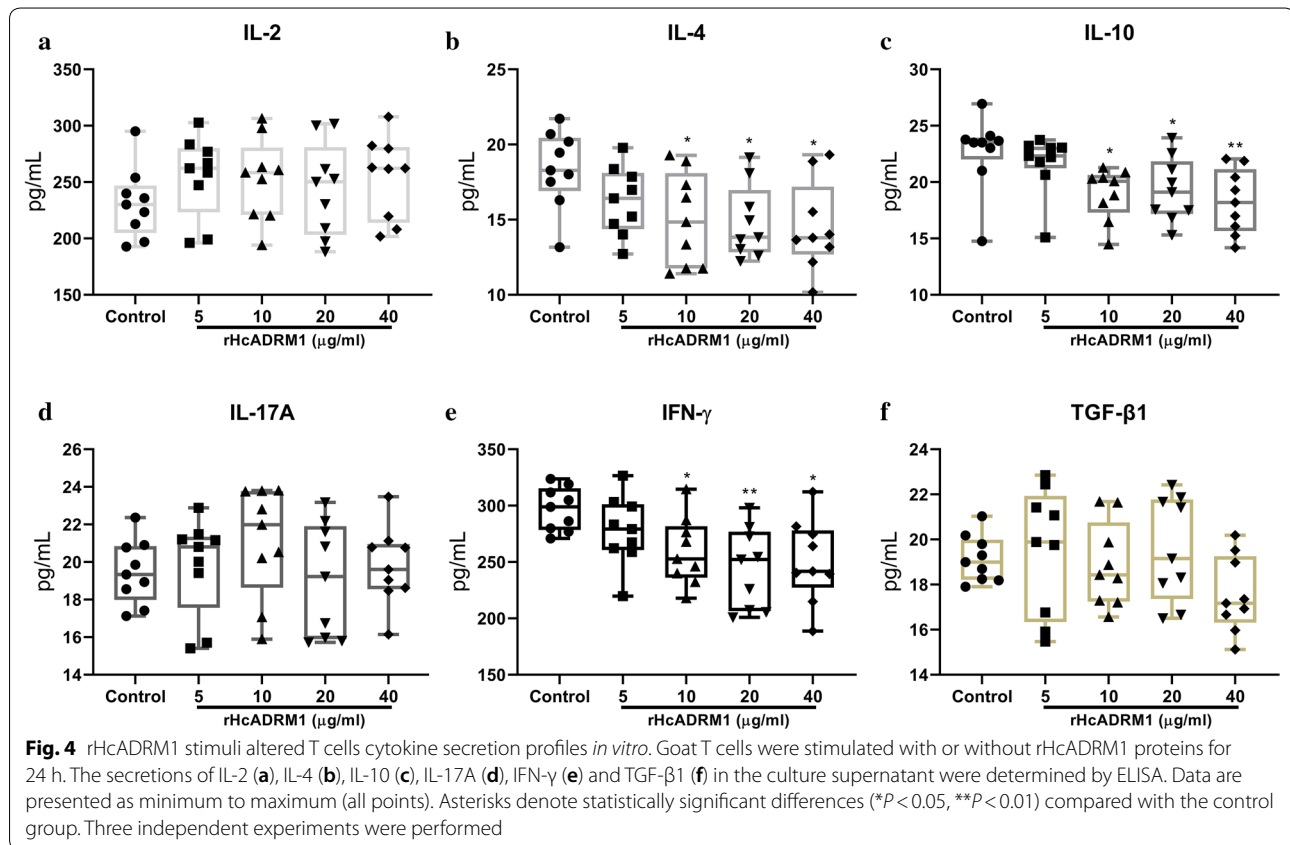 a
IL-2
pg/mL
350
300
250
200
150
Control 5 10 20 40
rHcADRM1 (μg/ml)
b
IL-4
pg/mL
25
20
15
10
* * *
Control 5 10 20 40
rHcADRM1 (μg/ml)
c
IL-10
pg/mL
30
25
20
15
10
* * **
Control 5 10 20 40
rHcADRM1 (μg/ml)
d
IL-17A
pg/mL
26
24
22
20
18
16
14
Control 5 10 20 40
rHcADRM1 (μg/ml)
e
IFN-γ
pg/mL
350
300
250
200
150
* ** *
Control 5 10 20 40
rHcADRM1 (μg/ml)
f
TGF-β1
pg/mL
24
22
20
18
16
14
Control 5 10 20 40
rHcADRM1 (μg/ml)
Fig. 4 rHcADRM1 stimuli altered T cells cytokine secretion profiles in vitro. Goat T cells were stimulated with or without rHcADRM1 proteins for
24 h. The secretions of IL-2 (a), IL-4 (b), IL-10 (c), IL-17A (d), IFN-γ (e) and TGF-β1 (f) in the culture supernatant were determined by ELISA. Data are
presented as minimum to maximum (all points). Asterisks denote statistically significant differences (*P < 0.05, **P < 0.01) compared with the control
group. Three independent experiments were performed